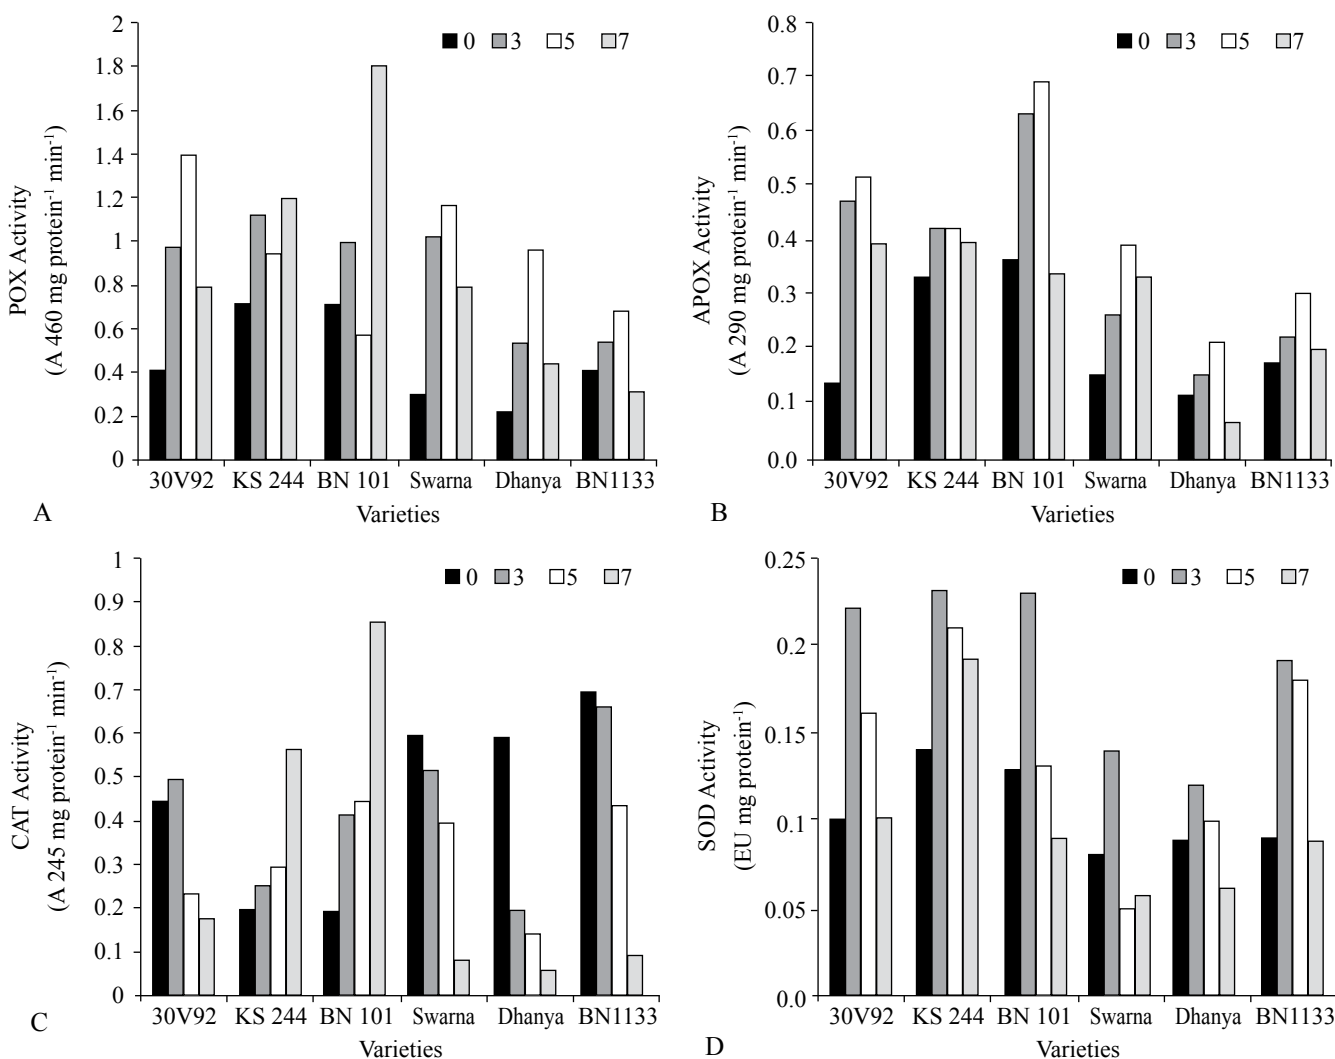 POX Activity
(A 460 mg protein⁻¹ min⁻¹)
2
1.8
1.6
1.4
1.2
1
0.8
0.6
0.4
0.2
0
0 3 5 7
30V92 KS 244 BN 101 Swarna Dhanya BN1133
A
Varieties
APOX Activity
(A 290 mg protein⁻¹ min⁻¹)
0.8
0.7
0.6
0.5
0.4
0.3
0.2
0.1
0.0
0 3 5 7
30V92 KS 244 BN 101 Swarna Dhanya BN1133
B
Varieties
CAT Activity
(A 245 mg protein⁻¹ min⁻¹)
1
0.9
0.8
0.7
0.6
0.5
0.4
0.3
0.2
0.1
0
0 3 5 7
30V92 KS 244 BN 101 Swarna Dhanya BN1133
C
Varieties
SOD Activity
(EU mg protein⁻¹)
0.25
0.2
0.15
0.1
0.05
0.0
0 3 5 7
30V92 KS 244 BN 101 Swarna Dhanya BN1133
D
Varieties